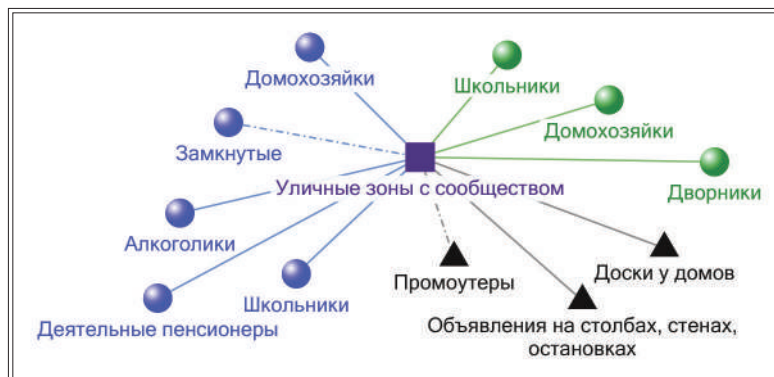 Домохозяйки
Школьники
Замкнутые
Домохозяйки
Уличные зоны с сообществом
Дворники
Алкоголики
Промоутеры
Доски у домов
Школьники
Деятельные пенсионеры
Объявления на столбах, стенах,
остановках